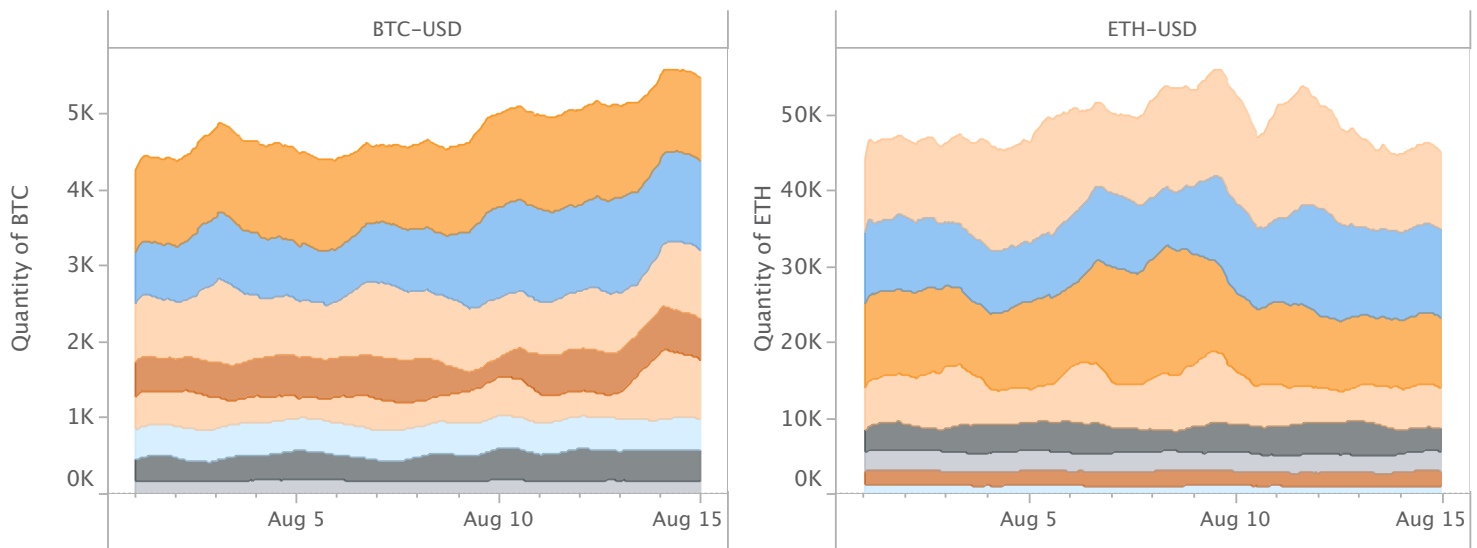 BTC-USD
Quantity of BTC
5K
4K
3K
2K
1K
0K
Aug 5
Aug 10
Aug 15
ETH-USD
Quantity of ETH
50K
40K
30K
20K
10K
0K
Aug 5
Aug 10
Aug 15